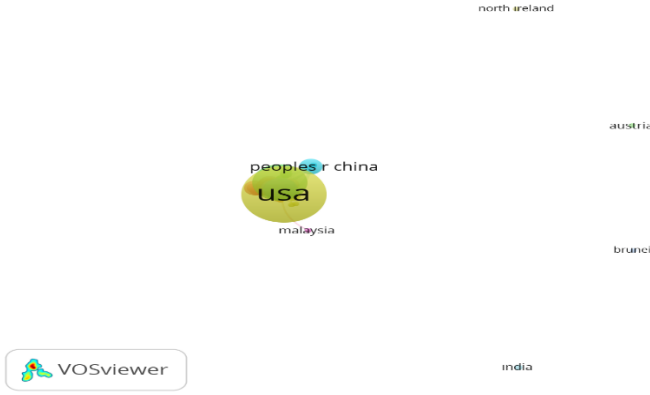 north ireland
austria
peoples r china
usa
malaysia
brunei
india
VOSviewer